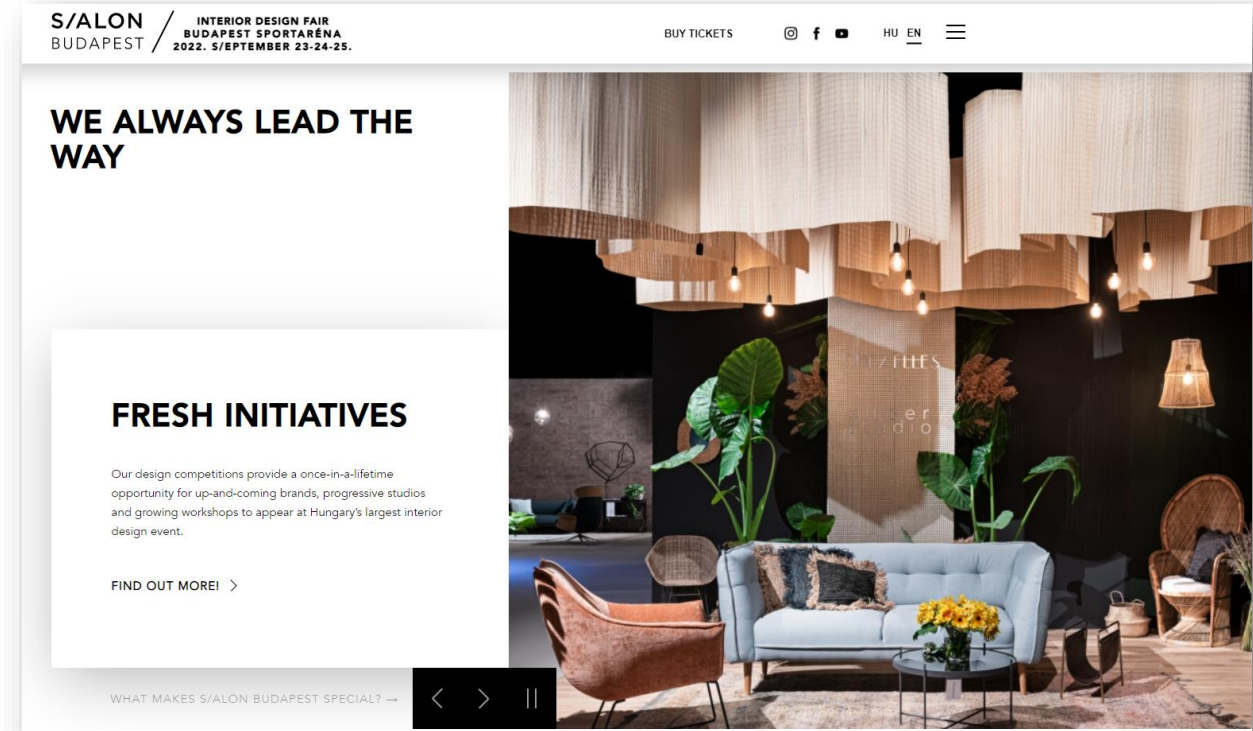 S/ALON
BUDAPEST
INTERIOR DESIGN FAIR
BUDAPEST SPORTARÉNA
2022. S/EPTEMBER 23-24-25.
BUY TICKETS
HU EN
WE ALWAYS LEAD THE
WAY
FRESH INITIATIVES
Our design competitions provide a once-in-a-lifetime
opportunity for up-and-coming brands, progressive studios
and growing workshops to appear at Hungary's largest interior
design event.
FIND OUT MORE!
WHAT MAKES S/ALON BUDAPEST SPECIAL? →